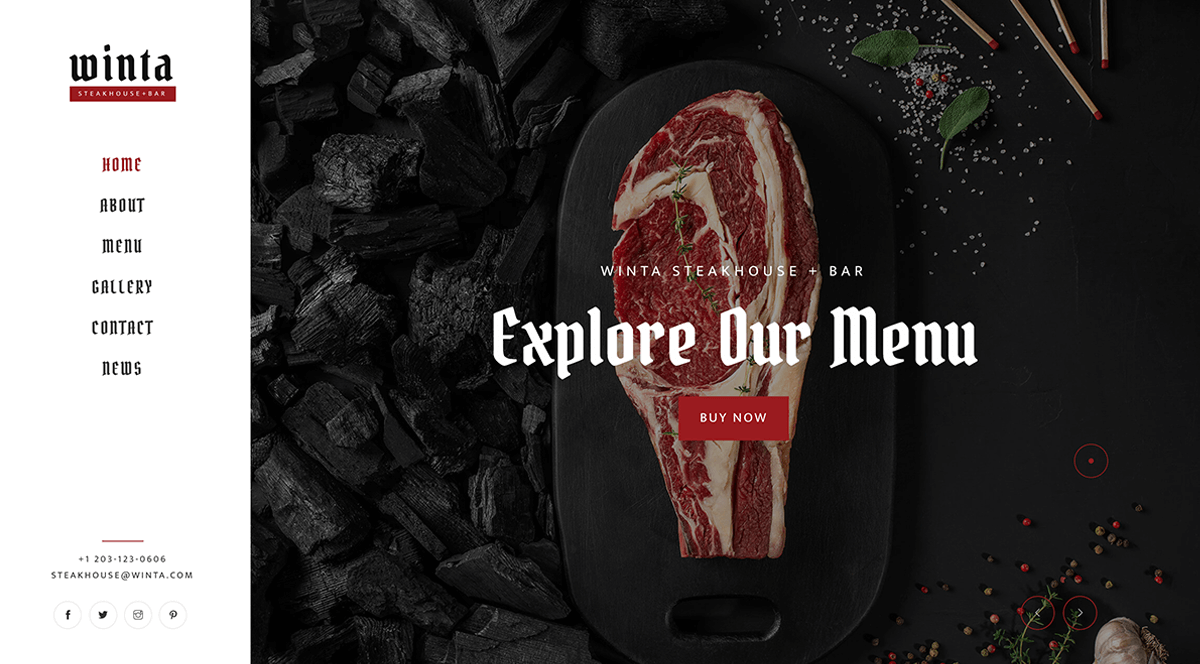 winta
STEAKHOUSE+BAR
HOME
ABOUT
MENU
GALLERY
CONTACT
NEWS
+1 203-123-0606
STEAKHOUSE@WINTA.COM
WINTA STEAKHOUSE + BAR
Explore Our Menu
BUY NOW